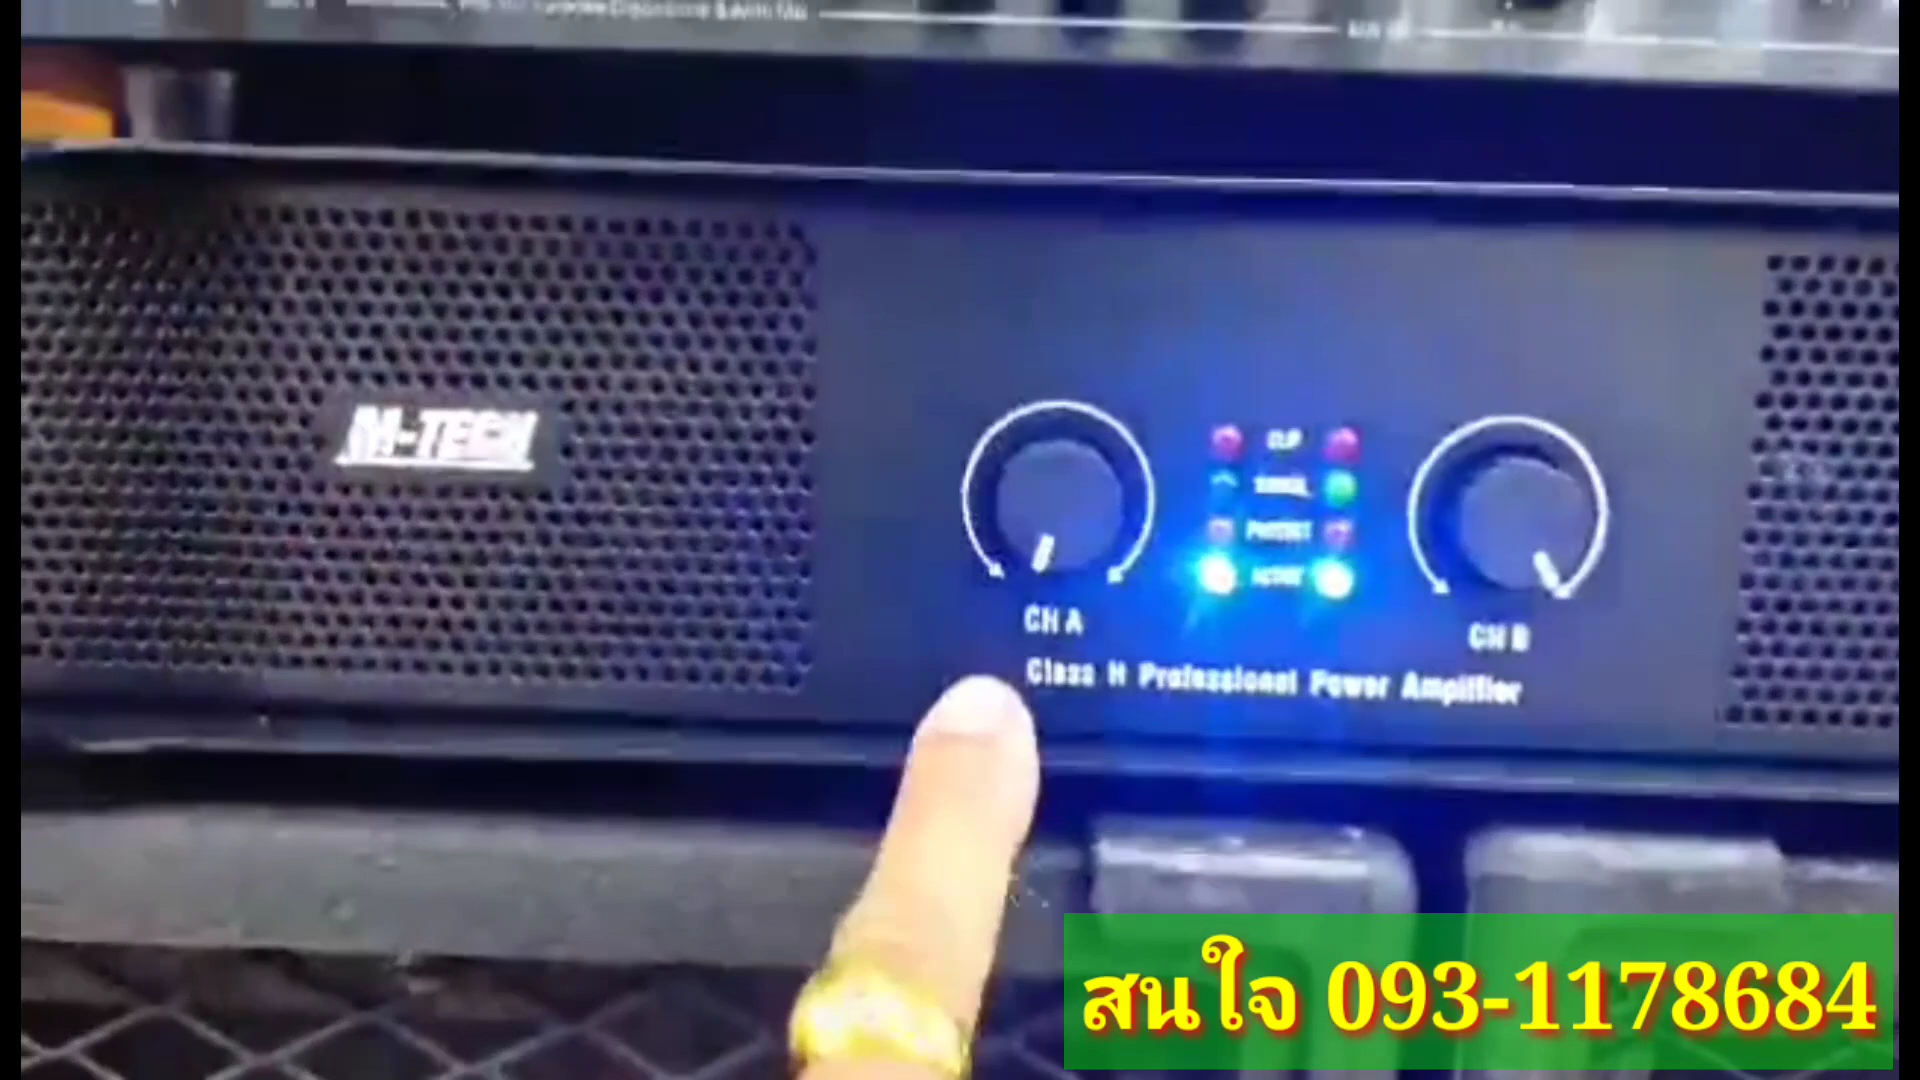 M-TECH
CLIP
SIGNAL
PROTECT
ACTIVE
CH A
CH B
Class H Professional Power Amplifier
สนใจ 093-1178684